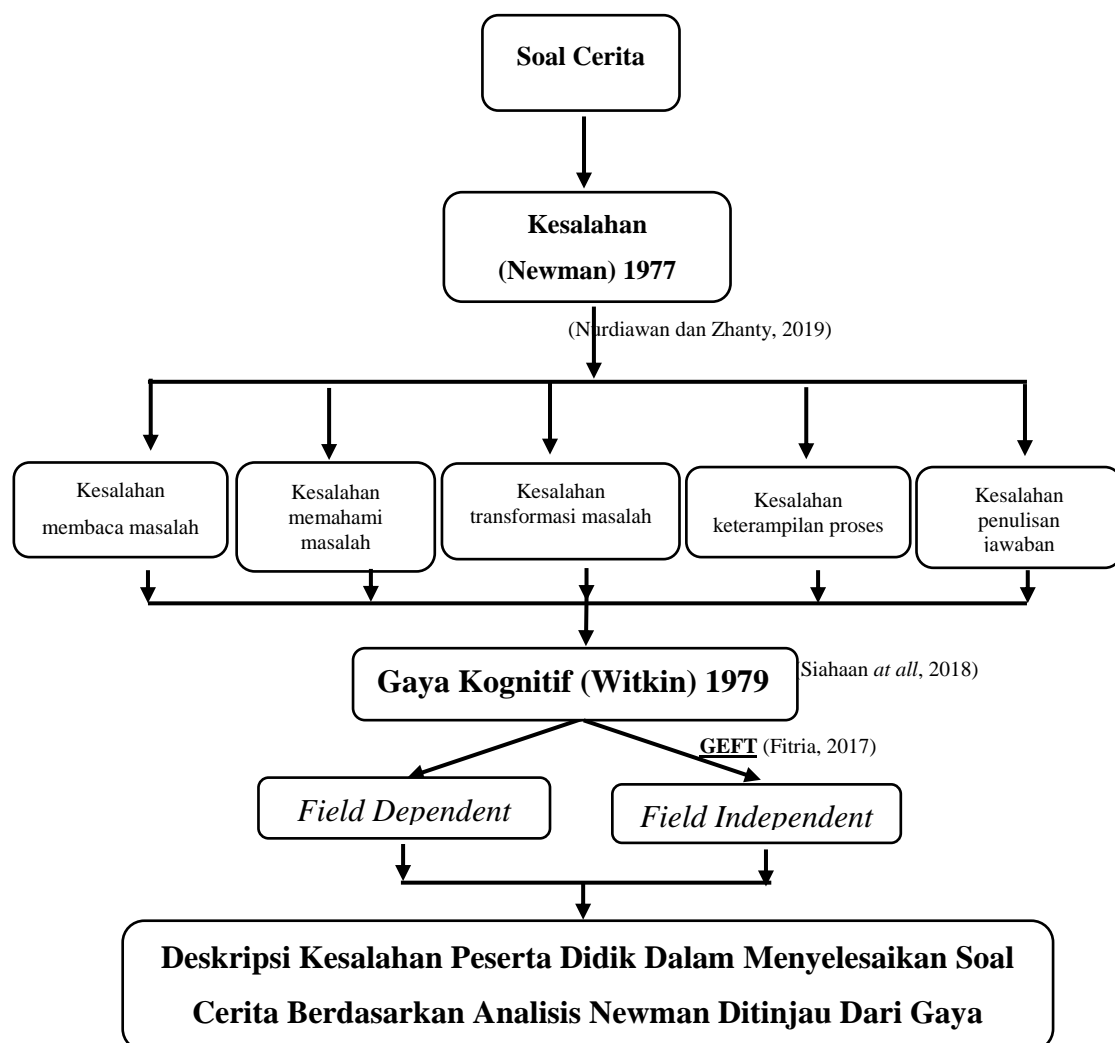 Soal Cerita
Kesalahan
(Newman) 1977
(Nurdiawan dan Zhanty, 2019)
Kesalahan
membaca masalah
Kesalahan
memahami
masalah
Kesalahan
transformasi masalah
Kesalahan
keterampilan proses
Kesalahan
penulisan
jawaban
Gaya Kognitif (Witkin) 1979
(Siahaan at all, 2018)
GEFT (Fitria, 2017)
Field Dependent
Field Independent
Deskripsi Kesalahan Peserta Didik Dalam Menyelesaikan Soal
Cerita Berdasarkan Analisis Newman Ditinjau Dari Gaya